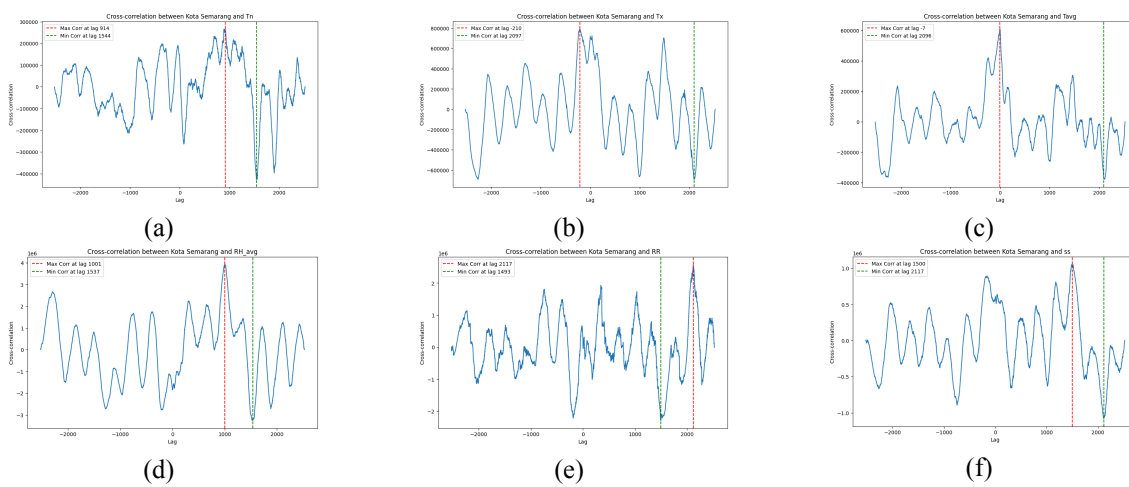 Cross-correlation between Kota Semarang and Tn
Max Corr at lag 914
Min Corr at lag 1544
300000
200000
100000
0
100000
200000
300000
400000
Cross-correlation
−2000 −1000 0 1000 2000
Lag
(a)
Cross-correlation between Kota Semarang and Tx
Max Corr at lag -210
Min Corr at lag 2097
800000
600000
400000
200000
0
−200000
−400000
−600000
Cross-correlation
−2000 −1000 0 1000 2000
Lag
(b)
Cross-correlation between Kota Semarang and Tavg
Max Corr at lag -7
Min Corr at lag 2096
600000
400000
200000
0
−200000
−400000
Cross-correlation
−2000 −1000 0 1000 2000
Lag
(c)
Cross-correlation between Kota Semarang and RH_avg
1e6
Max Corr at lag 1001
Min Corr at lag 1537
4
3
2
1
0
−1
−2
−3
Cross-correlation
−2000 −1000 0 1000 2000
Lag
(d)
Cross-correlation between Kota Semarang and RR
1e6
Max Corr at lag 2117
Min Corr at lag 1493
2
1
0
−1
−2
Cross-correlation
−2000 −1000 0 1000 2000
Lag
(e)
Cross-correlation between Kota Semarang and ss
1e6
Max Corr at lag 1500
Min Corr at lag 2117
1.0
0.5
0.0
−0.5
−1.0
Cross-correlation
−2000 −1000 0 1000 2000
Lag
(f)